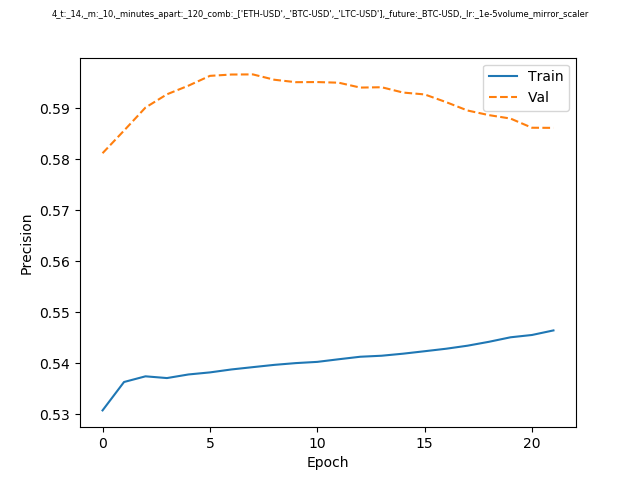 4_t:_14,_m:_10,_minutes_apart:_120_comb:_['ETH-USD',_'BTC-USD',_'LTC-USD'],_future:_BTC-USD,_lr:_1e-5volume_mirror_scaler
Train
Val
0.59
0.58
0.57
0.56
0.55
0.54
0.53
Precision
0
5
10
15
20
Epoch